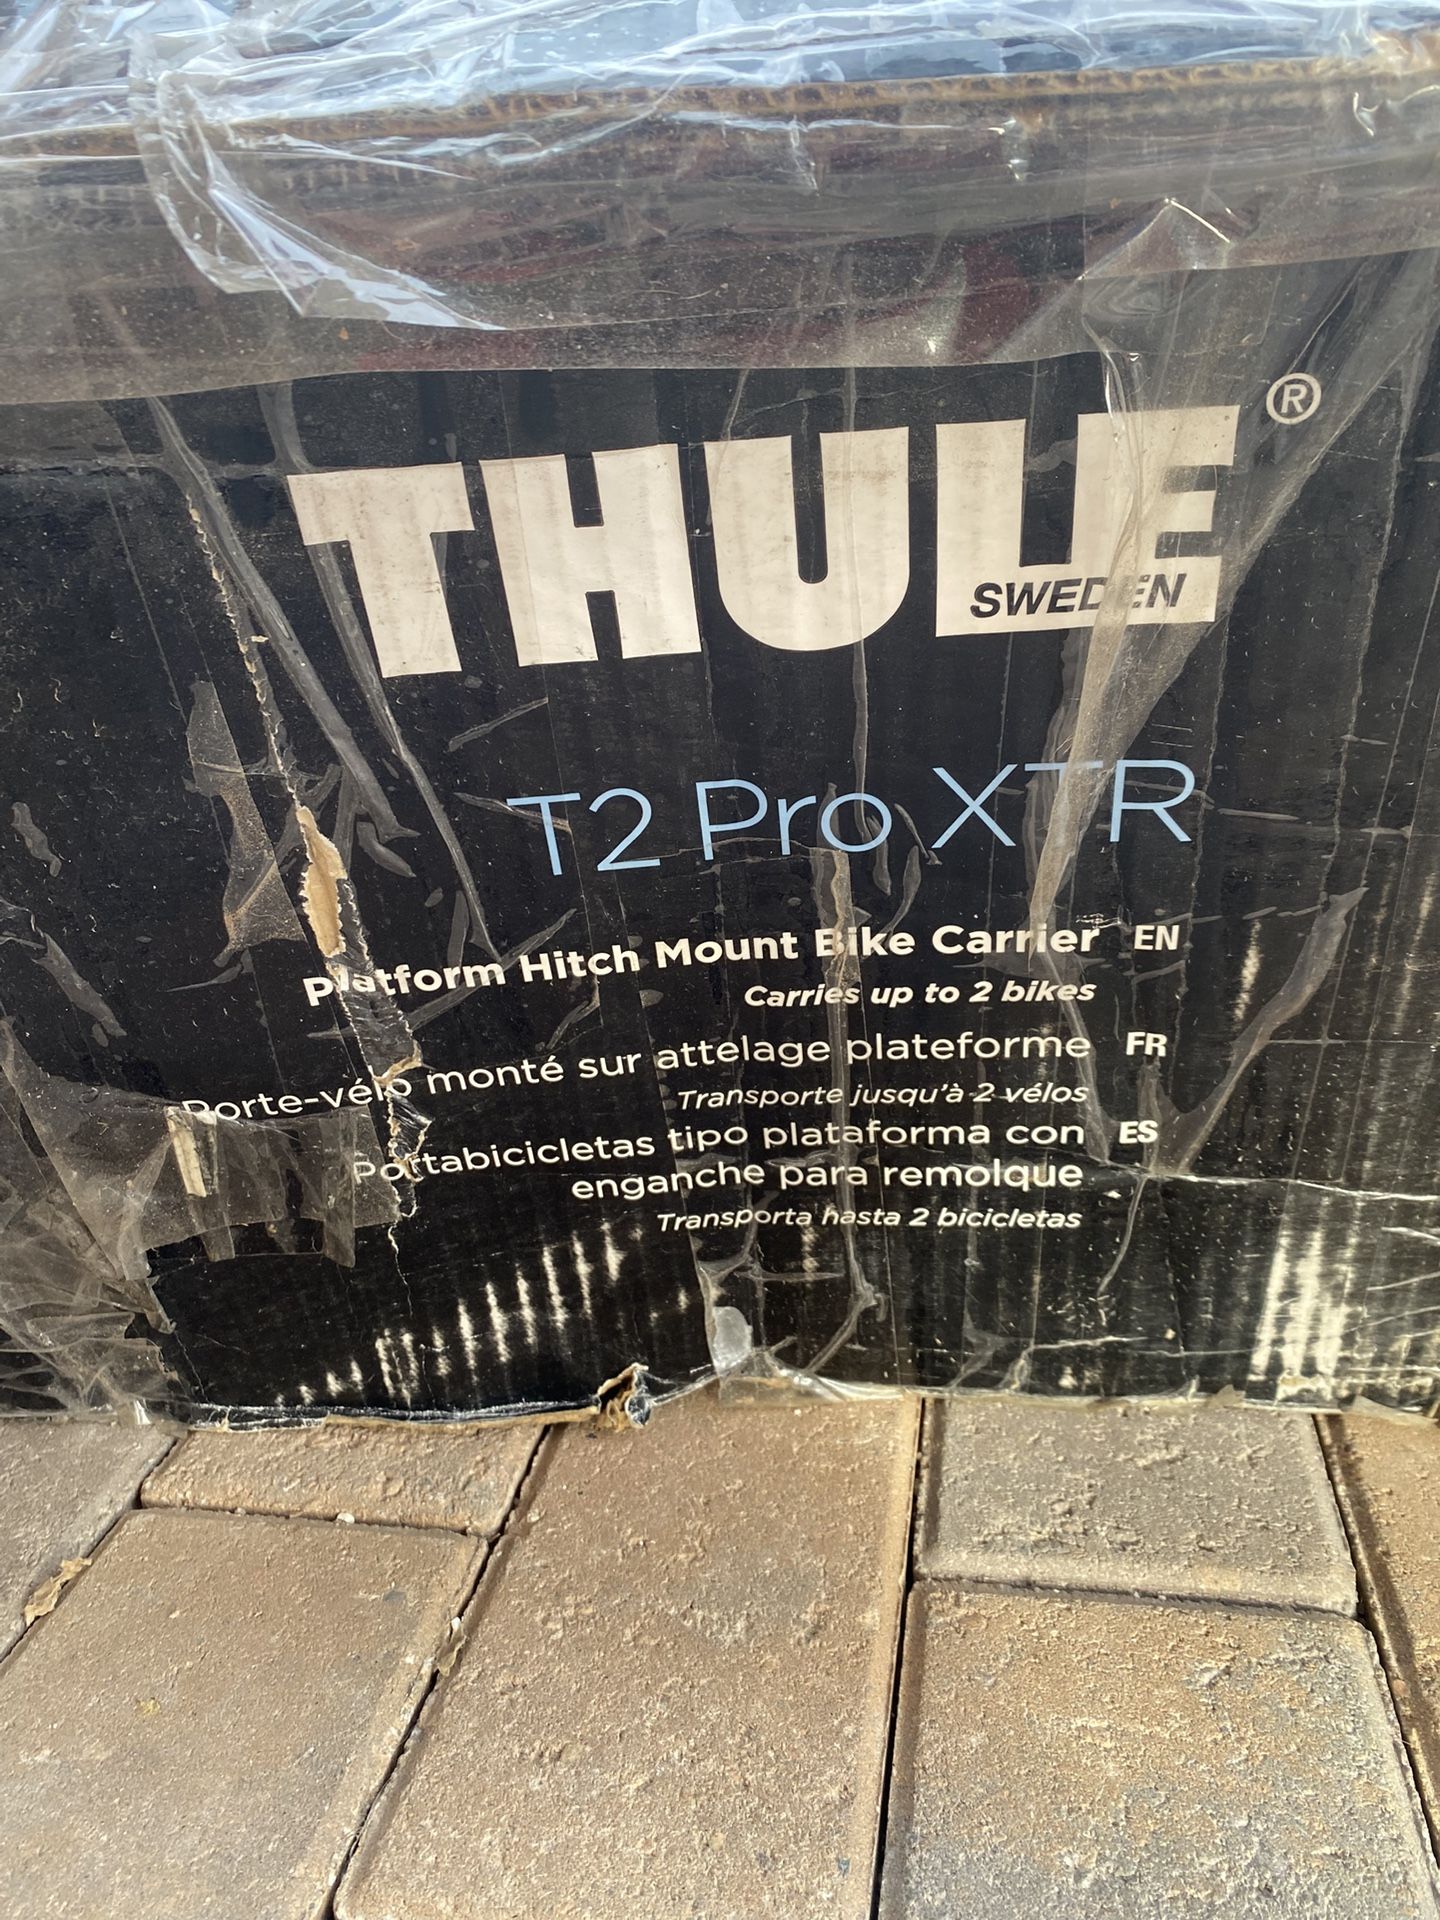 THULE®
SWEDEN
T2 Pro XTR
Platform Hitch Mount Bike Carrier EN
Carries up to 2 bikes
Porte-vélo monté sur attelage plateforme FR
Transporte jusqu'à 2 vélos
Portabicicletas tipo plataforma con ES
enganche para remolque
Transporta hasta 2 bicicletas